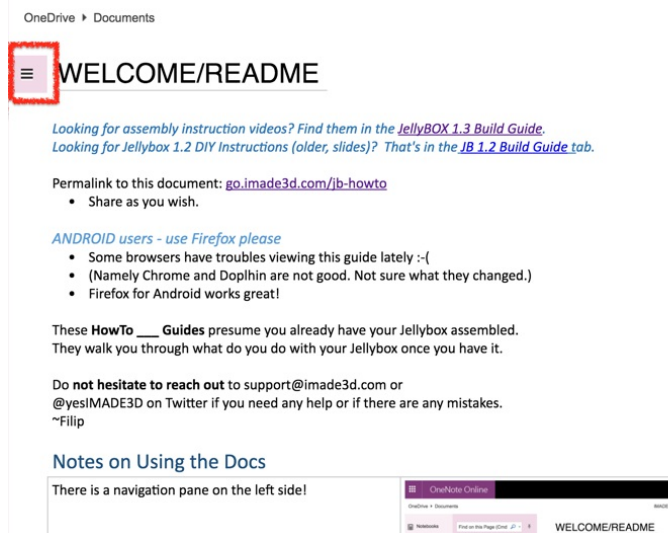 OneDrive ▸ Documents
≡ WELCOME/README
Looking for assembly instruction videos? Find them in the JellyBOX 1.3 Build Guide.
Looking for Jellybox 1.2 DIY Instructions (older, slides)? That's in the JB 1.2 Build Guide tab.
Permalink to this document: go.imade3d.com/jb-howto
• Share as you wish.
ANDROID users - use Firefox please
• Some browsers have troubles viewing this guide lately :-(
• (Namely Chrome and Doplhin are not good. Not sure what they changed.)
• Firefox for Android works great!
These HowTo ___ Guides presume you already have your Jellybox assembled.
They walk you through what do you do with your Jellybox once you have it.
Do not hesitate to reach out to support@imade3d.com or
@yesIMADE3D on Twitter if you need any help or if there are any mistakes.
~Filip
Notes on Using the Docs
There is a navigation pane on the left side!
OneNote Online
OneDrive ▸ Documents
Notebooks
Find on this Page (Cmd
WELCOME/README